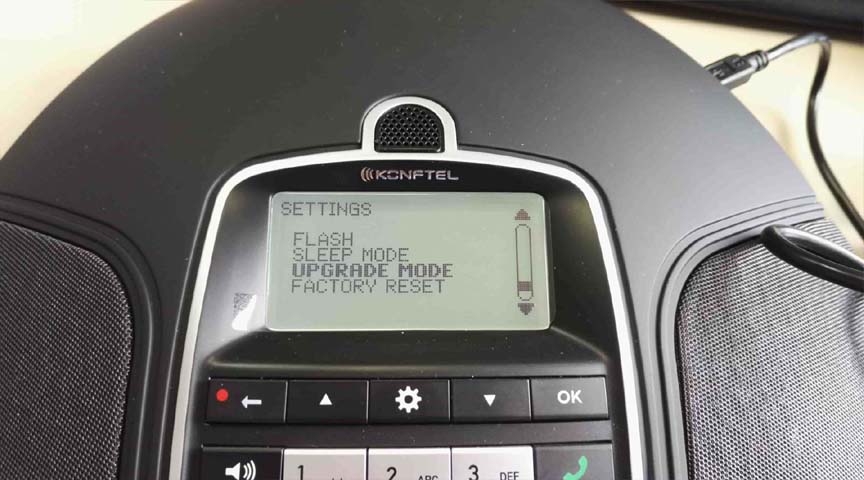 KONFTEL
SETTINGS
FLASH
SLEEP MODE
UPGRADE MODE
FACTORY RESET
OK
1
2 ABC
3 DEF